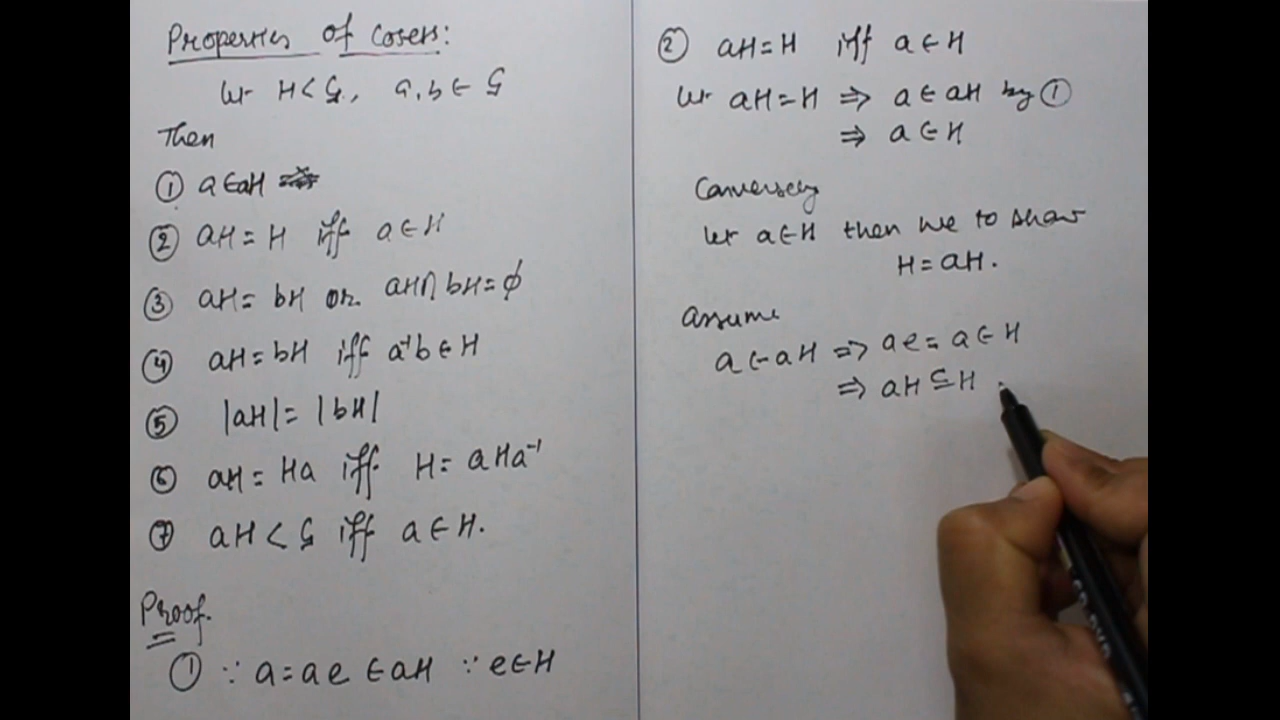 Properties of Cosets:
let H < G, a, b ∈ G
Then
① a ∈ aH
② aH = H iff a ∈ H
③ aH = bH or aH ∩ bH = ϕ
④ aH = bH iff a⁻¹b ∈ H
⑤ |aH| = |bH|
⑥ aH = Ha iff H = aHa⁻¹
⑦ aH < G iff a ∈ H.
Proof.
① ∵ a = ae ∈ aH ∵ e ∈ H
② aH = H iff a ∈ H
let aH = H ⇒ a ∈ aH by ①
⇒ a ∈ H
Conversely
let a ∈ H then we to show
H = aH.
Assume
a ∈ aH ⇒ ae = a ∈ H
⇒ aH ⊆ H